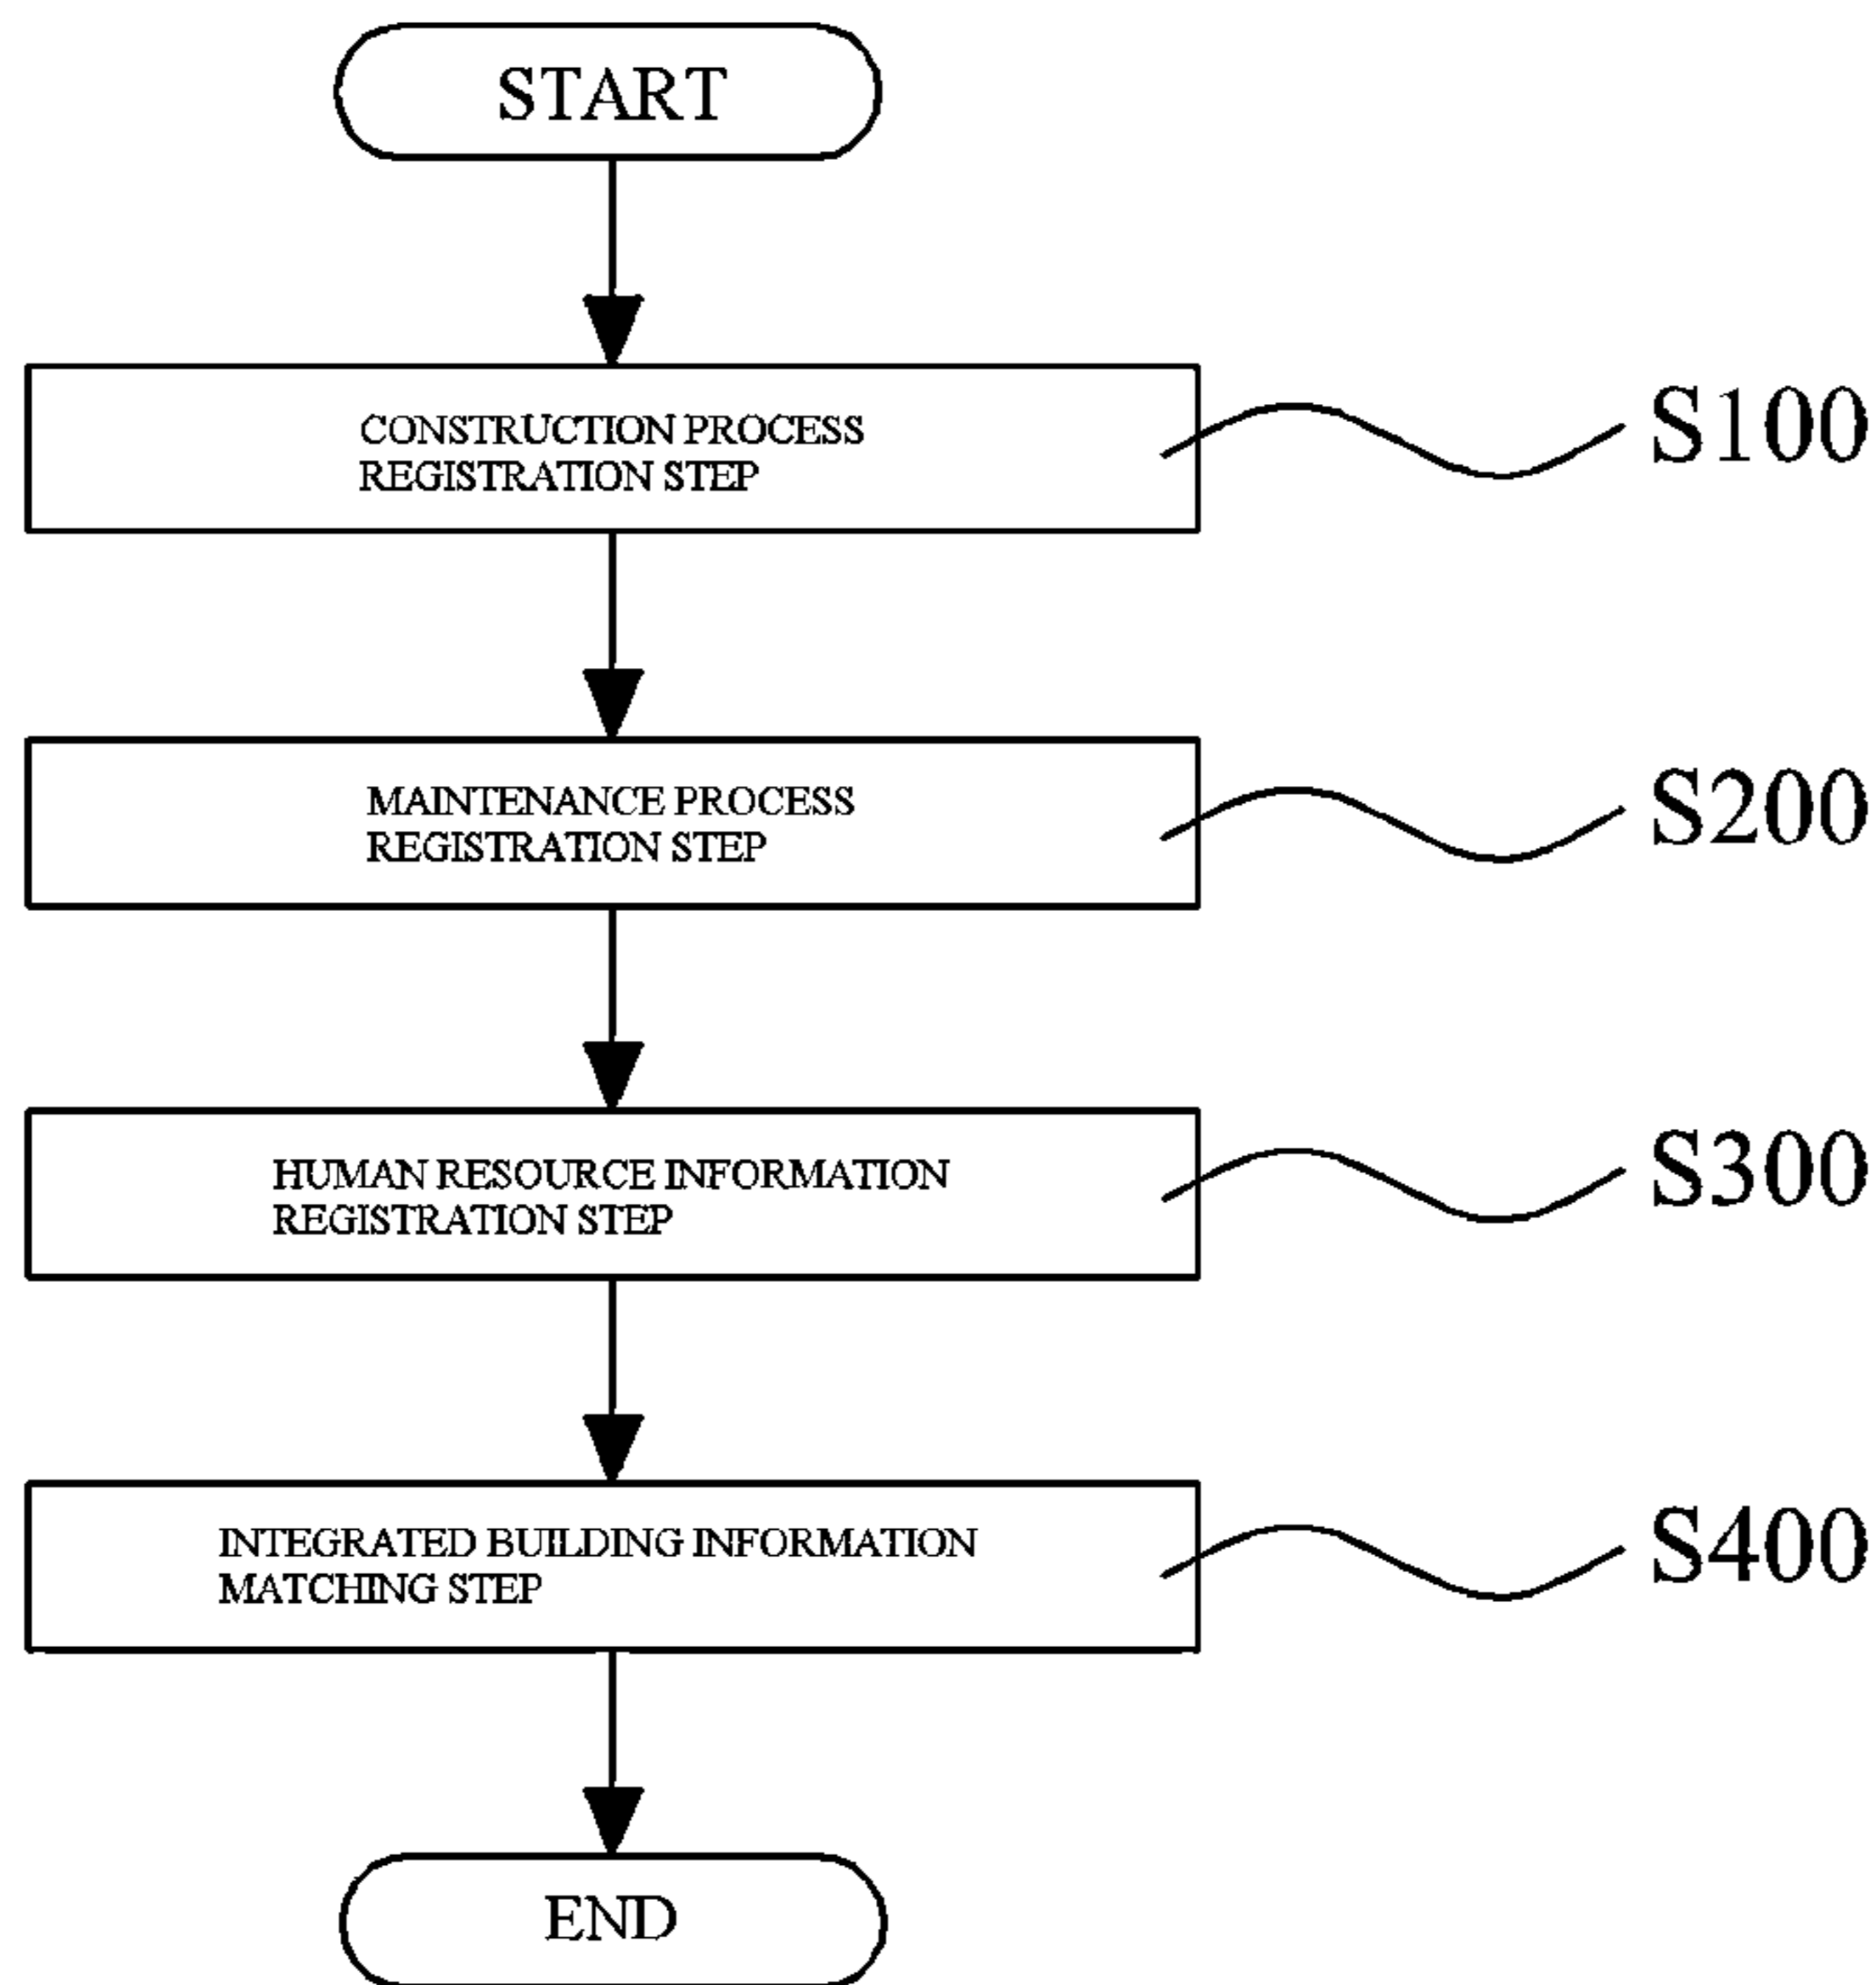 START
CONSTRUCTION PROCESS
REGISTRATION STEP
S100
MAINTENANCE PROCESS
REGISTRATION STEP
S200
HUMAN RESOURCE INFORMATION
REGISTRATION STEP
S300
INTEGRATED BUILDING INFORMATION
MATCHING STEP
S400
END